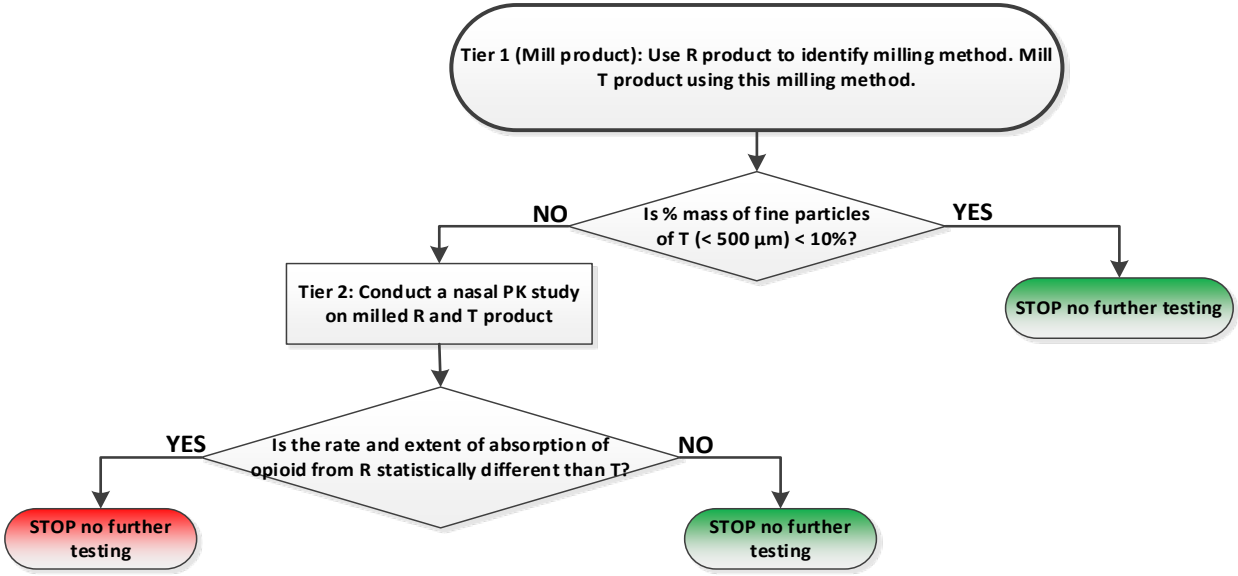 Tier 1 (Mill product): Use R product to identify milling method. Mill
T product using this milling method.
NO
Is % mass of fine particles
of T (< 500 µm) < 10%?
YES
Tier 2: Conduct a nasal PK study
on milled R and T product
STOP no further testing
YES
Is the rate and extent of absorption of
opioid from R statistically different than T?
NO
STOP no further
testing
STOP no further
testing